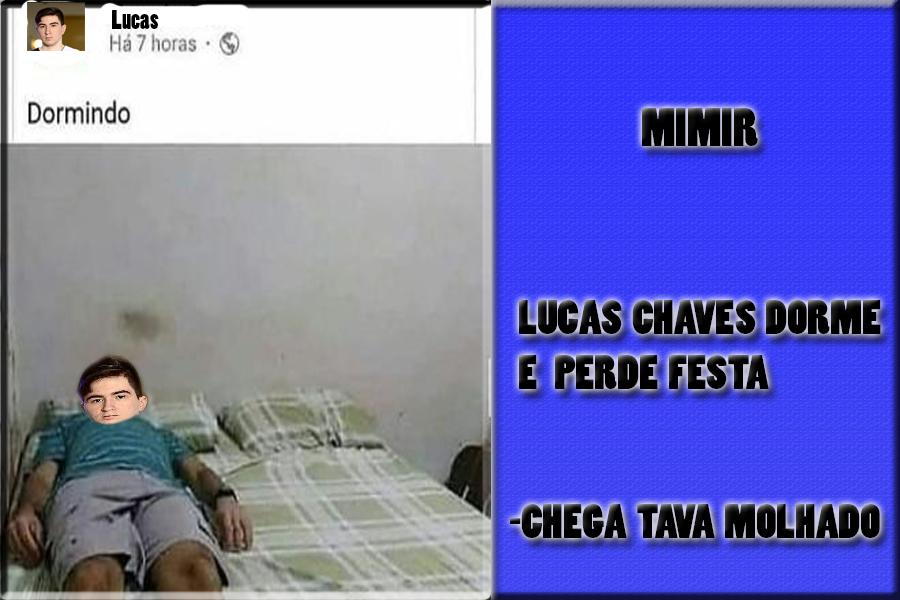 Lucas
Há 7 horas ·
Dormindo
MIMIR
LUCAS CHAVES DORME
E PERDE FESTA
-CHEGA TAVA MOLHADO